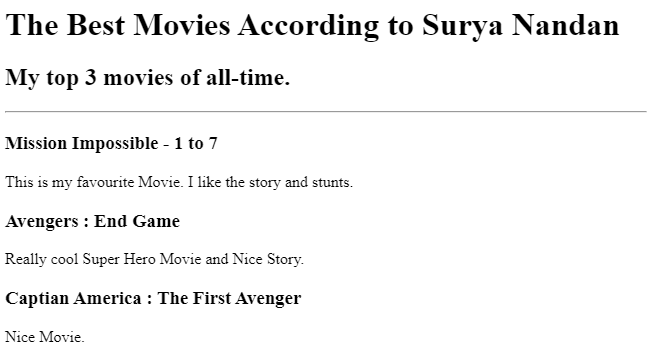 The Best Movies According to Surya Nandan
My top 3 movies of all-time.
Mission Impossible - 1 to 7
This is my favourite Movie. I like the story and stunts.
Avengers : End Game
Really cool Super Hero Movie and Nice Story.
Captian America : The First Avenger
Nice Movie.